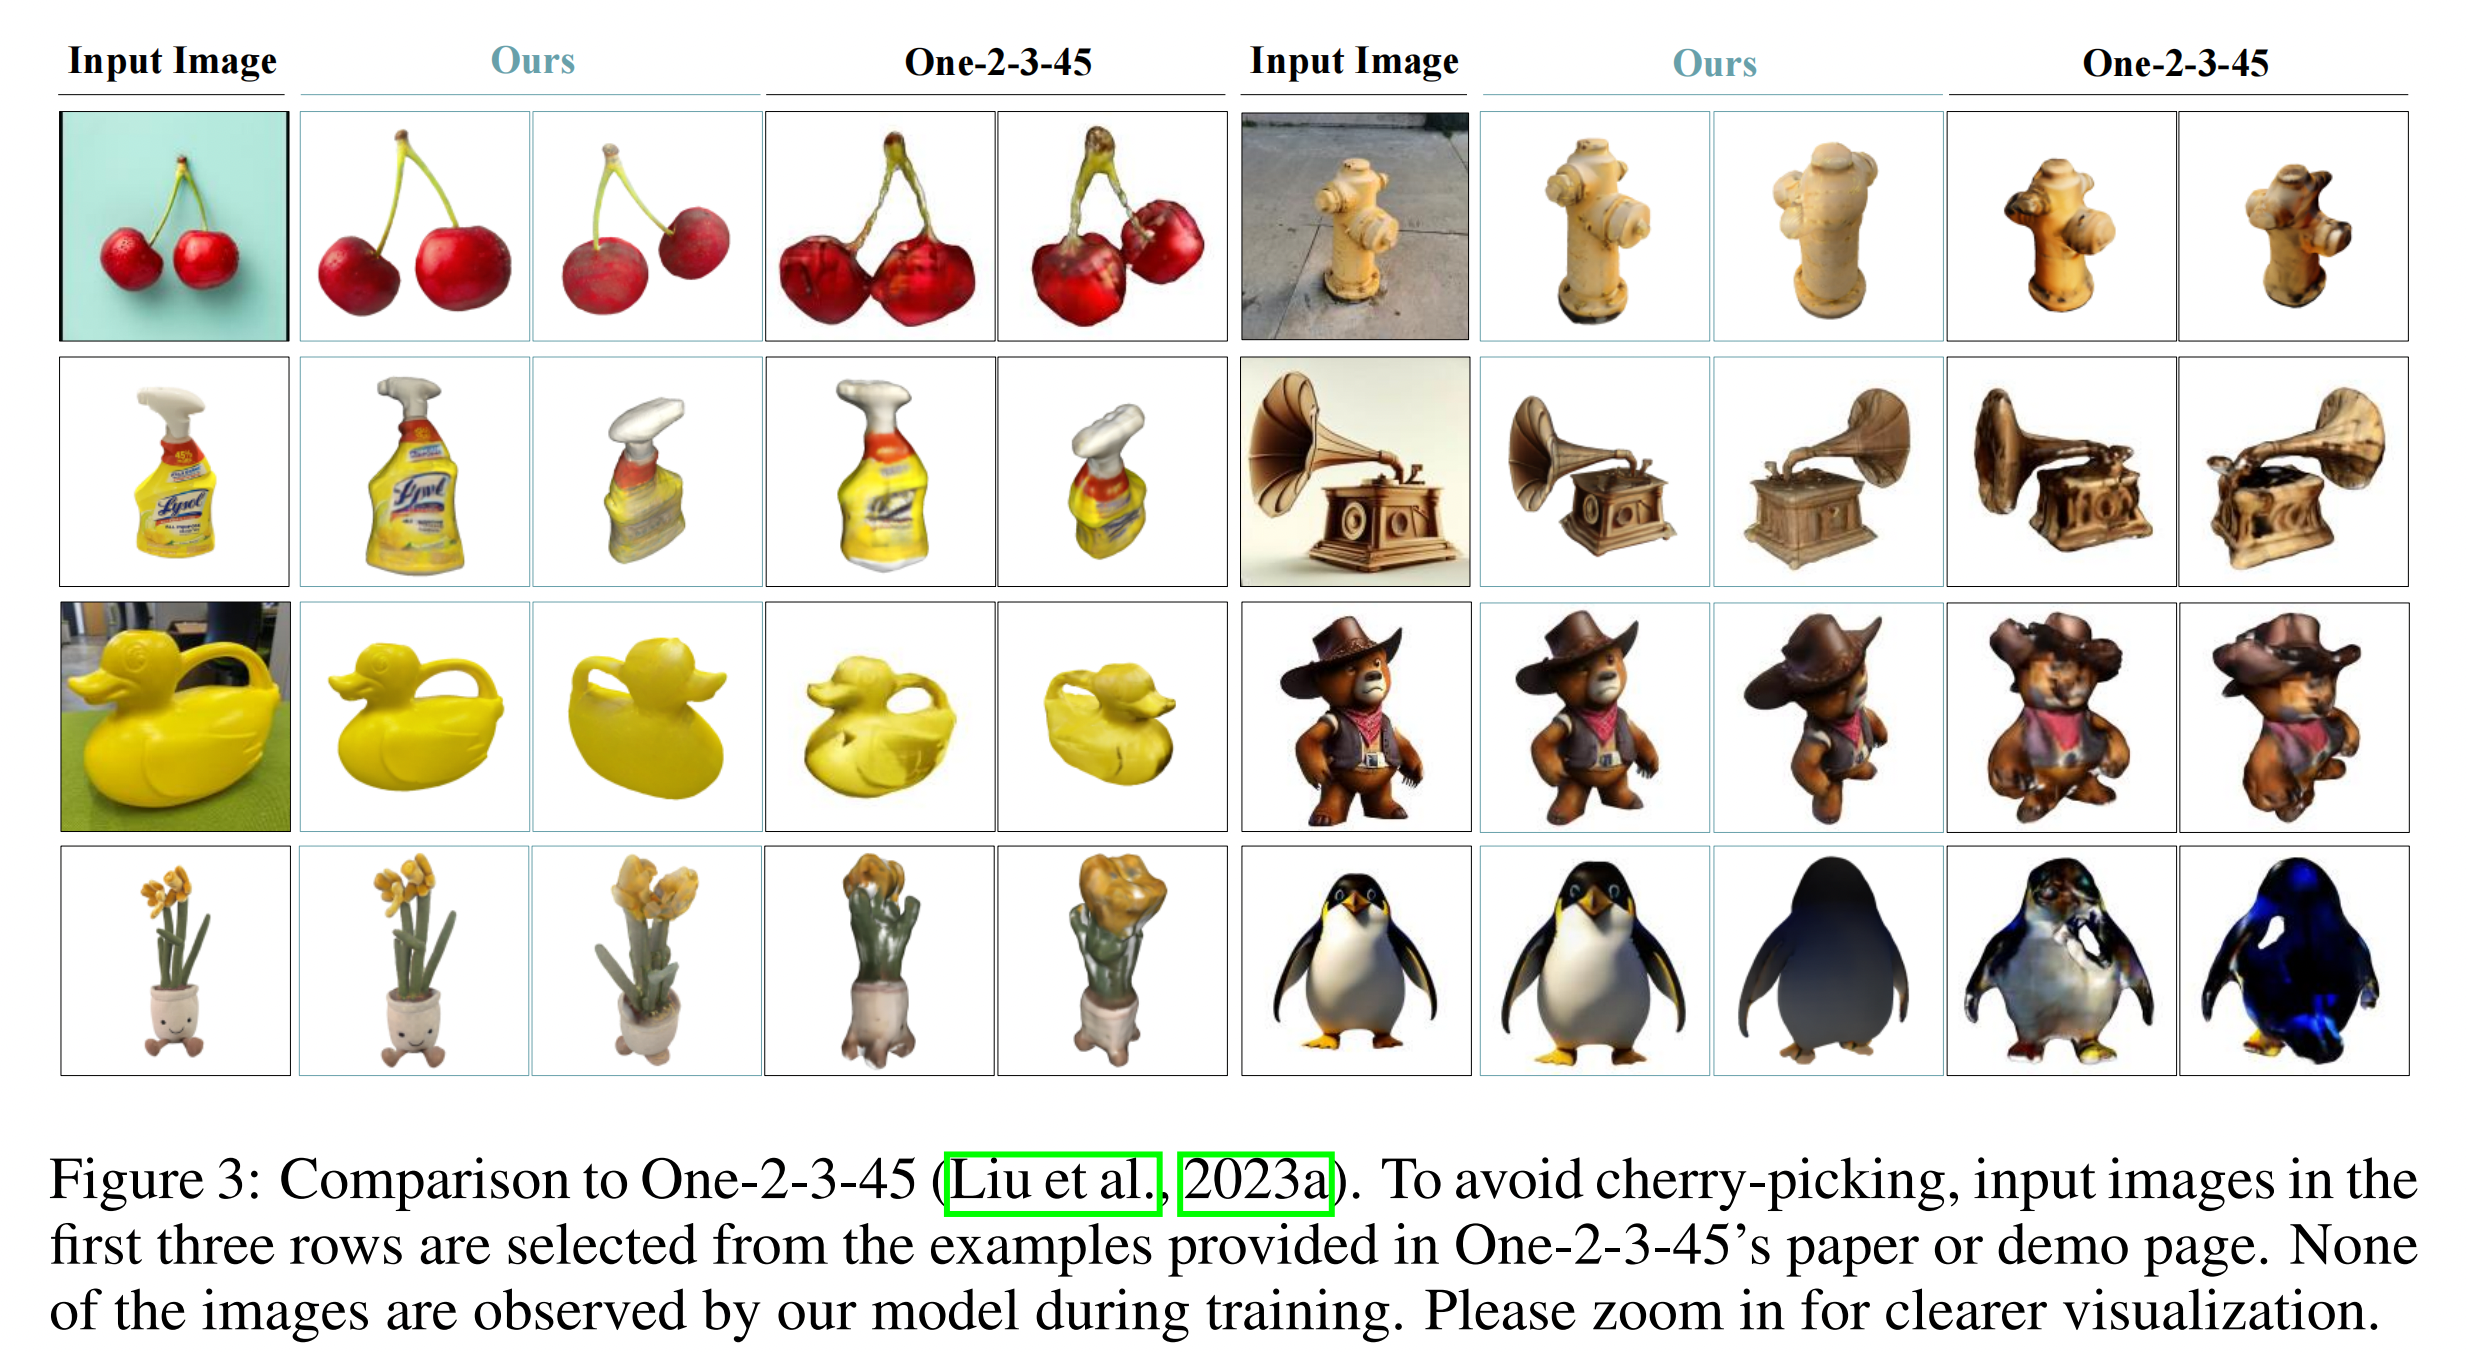 Input Image Ours One-2-3-45 Input Image Ours One-2-3-45
45%
Lysol
Figure 3: Comparison to One-2-3-45 (Liu et al., 2023a). To avoid cherry-picking, input images in the
first three rows are selected from the examples provided in One-2-3-45’s paper or demo page. None
of the images are observed by our model during training. Please zoom in for clearer visualization.